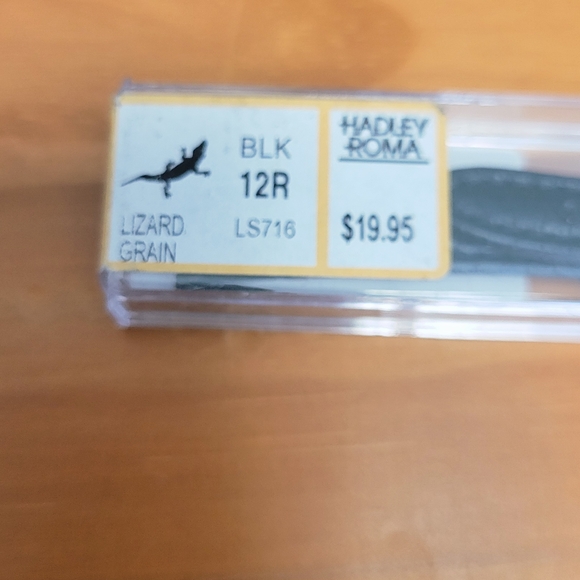 BLK
12R
LIZARD
GRAIN
LS716
HADLEY
ROMA
$19.95